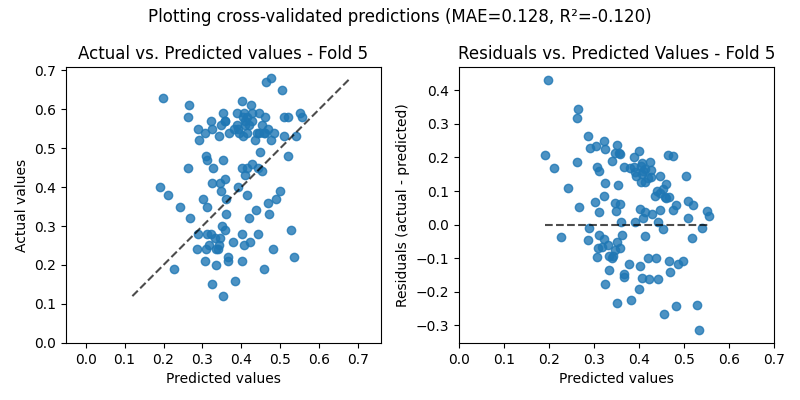 Plotting cross-validated predictions (MAE=0.128, R²=-0.120)
Actual vs. Predicted values - Fold 5
Actual values
0.7
0.6
0.5
0.4
0.3
0.2
0.1
0.0
0.0 0.1 0.2 0.3 0.4 0.5 0.6 0.7
Predicted values
Residuals vs. Predicted Values - Fold 5
Residuals (actual - predicted)
0.4
0.3
0.2
0.1
0.0
−0.1
−0.2
−0.3
0.0 0.1 0.2 0.3 0.4 0.5 0.6 0.7
Predicted values